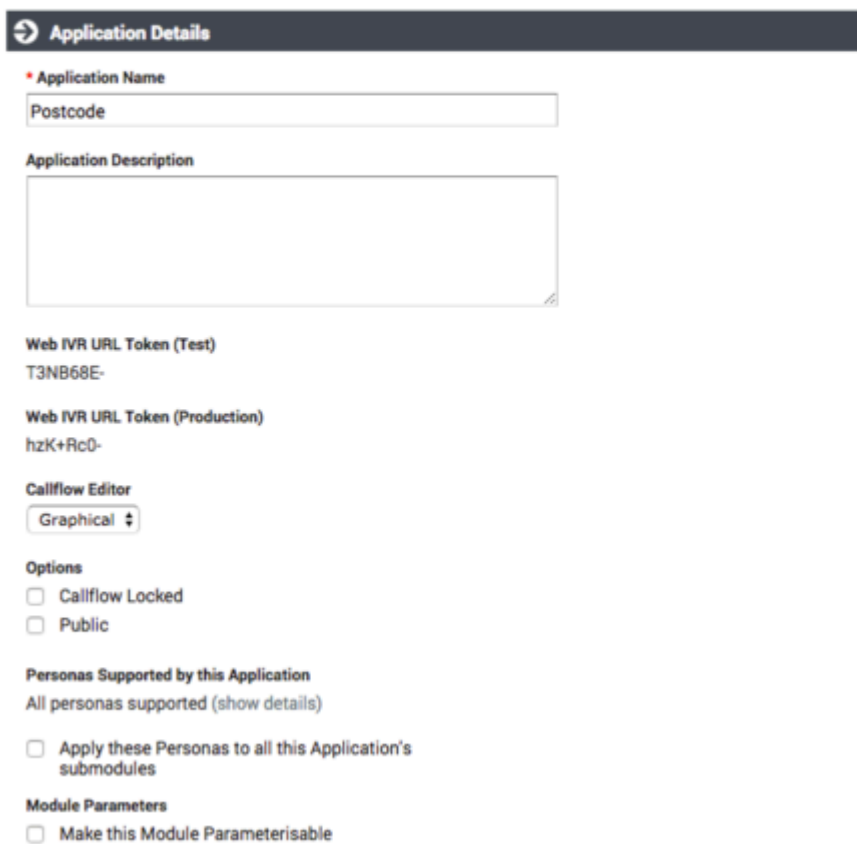 Application Details
* Application Name
Postcode
Application Description
Web IVR URL Token (Test)
T3NB68E-
Web IVR URL Token (Production)
hzK+Rc0-
Callflow Editor
Graphical
Options
Callflow Locked
Public
Personas Supported by this Application
All personas supported (show details)
Apply these Personas to all this Application's
submodules
Module Parameters
Make this Module Parameterisable